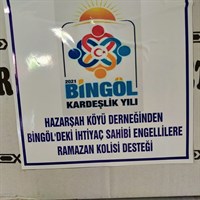 2021
BİNGÖL
KARDEŞLİK YILI
HAZARŞAH KÖYÜ DERNEĞİNDEN
BİNGÖL'DEKİ İHTİYAÇ SAHİBİ ENGELLİLERE
RAMAZAN KOLİSİ DESTEĞİ